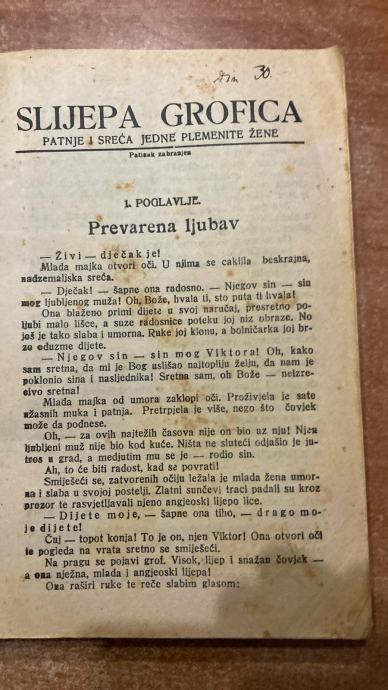 din 30.
SLIJEPA GROFICA
PATNJE I SREĆA JEDNE PLEMENITE ŽENE
Patisak zabranjen
1. POGLAVLJE.
Prevarena ljubav
— Živi — dječak je!
Mlada majka otvori oči. U njima se caklila beskrajna,
nadzemaljska sreća.
— Dječak! — šapne ona radosno. — Njegov sin — sin
mog ljubljenog muža! Oh, Bože, hvala ti, sto puta ti hvala!
Ona blaženo primi dijete u svoj naručaj, presretno po-
ljubi malo lišce, a suze radosnice poteku joj niz obraze. No
još je tako slaba i umorna. Ruke joj klonu, a bolničarka joj br-
zo oduzme dijete.
— Njegov sin — sin mog Viktora! Oh, kako
sam sretna, da mi je Bog uslišao najtopliju želju, da nam je
poklonio sina i nasljednika! Sretna sam, oh Bože — neizre-
civo sretna!
Mlada majka od umora zaklopi oči. Proživjela je sate
užasnih muka i patnja. Pretrpjela je više, nego što čovjek
može da podnese.
Oh, — za ovih najtežih časova nije on bio uz nju! Njen
ljubljeni muž nije bio kod kuće. Ništa ne sluteći odjašio je ju-
tros u grad, a medjutim mu se je — rodio sin.
Ah, to će biti radost, kad se povrati!
Smiješeći se, zatvorenih očiju ležala je mlada žena umor-
na i slaba u svojoj postelji. Zlatni sunčevi traci padali su kroz
prozor te rasvjetljavali njeno angjeoski lijepo lice.
— Dijete moje, — šapne ona tiho, — drago mo-
je dijete!
Čuj — topot konja! To je on, njen Viktor! Ona otvori oči
te pogleda na vrata sretno se smiješeći.
Na pragu se pojavi grof. Visok, lijep i snažan čovjek —
a ona nježna, mlada i angjeoski lijepa!
Ona raširi ruke te reče slabim glasom: